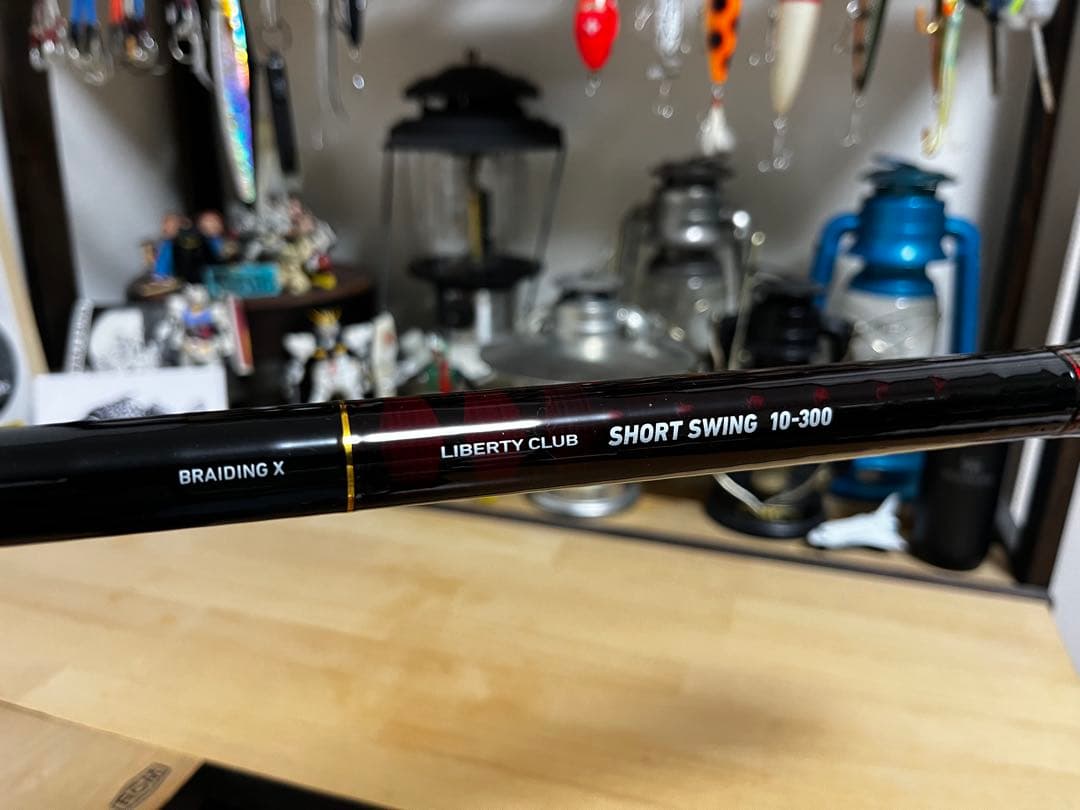 BRAIDING X
LIBERTY CLUB SHORT SWING 10-300